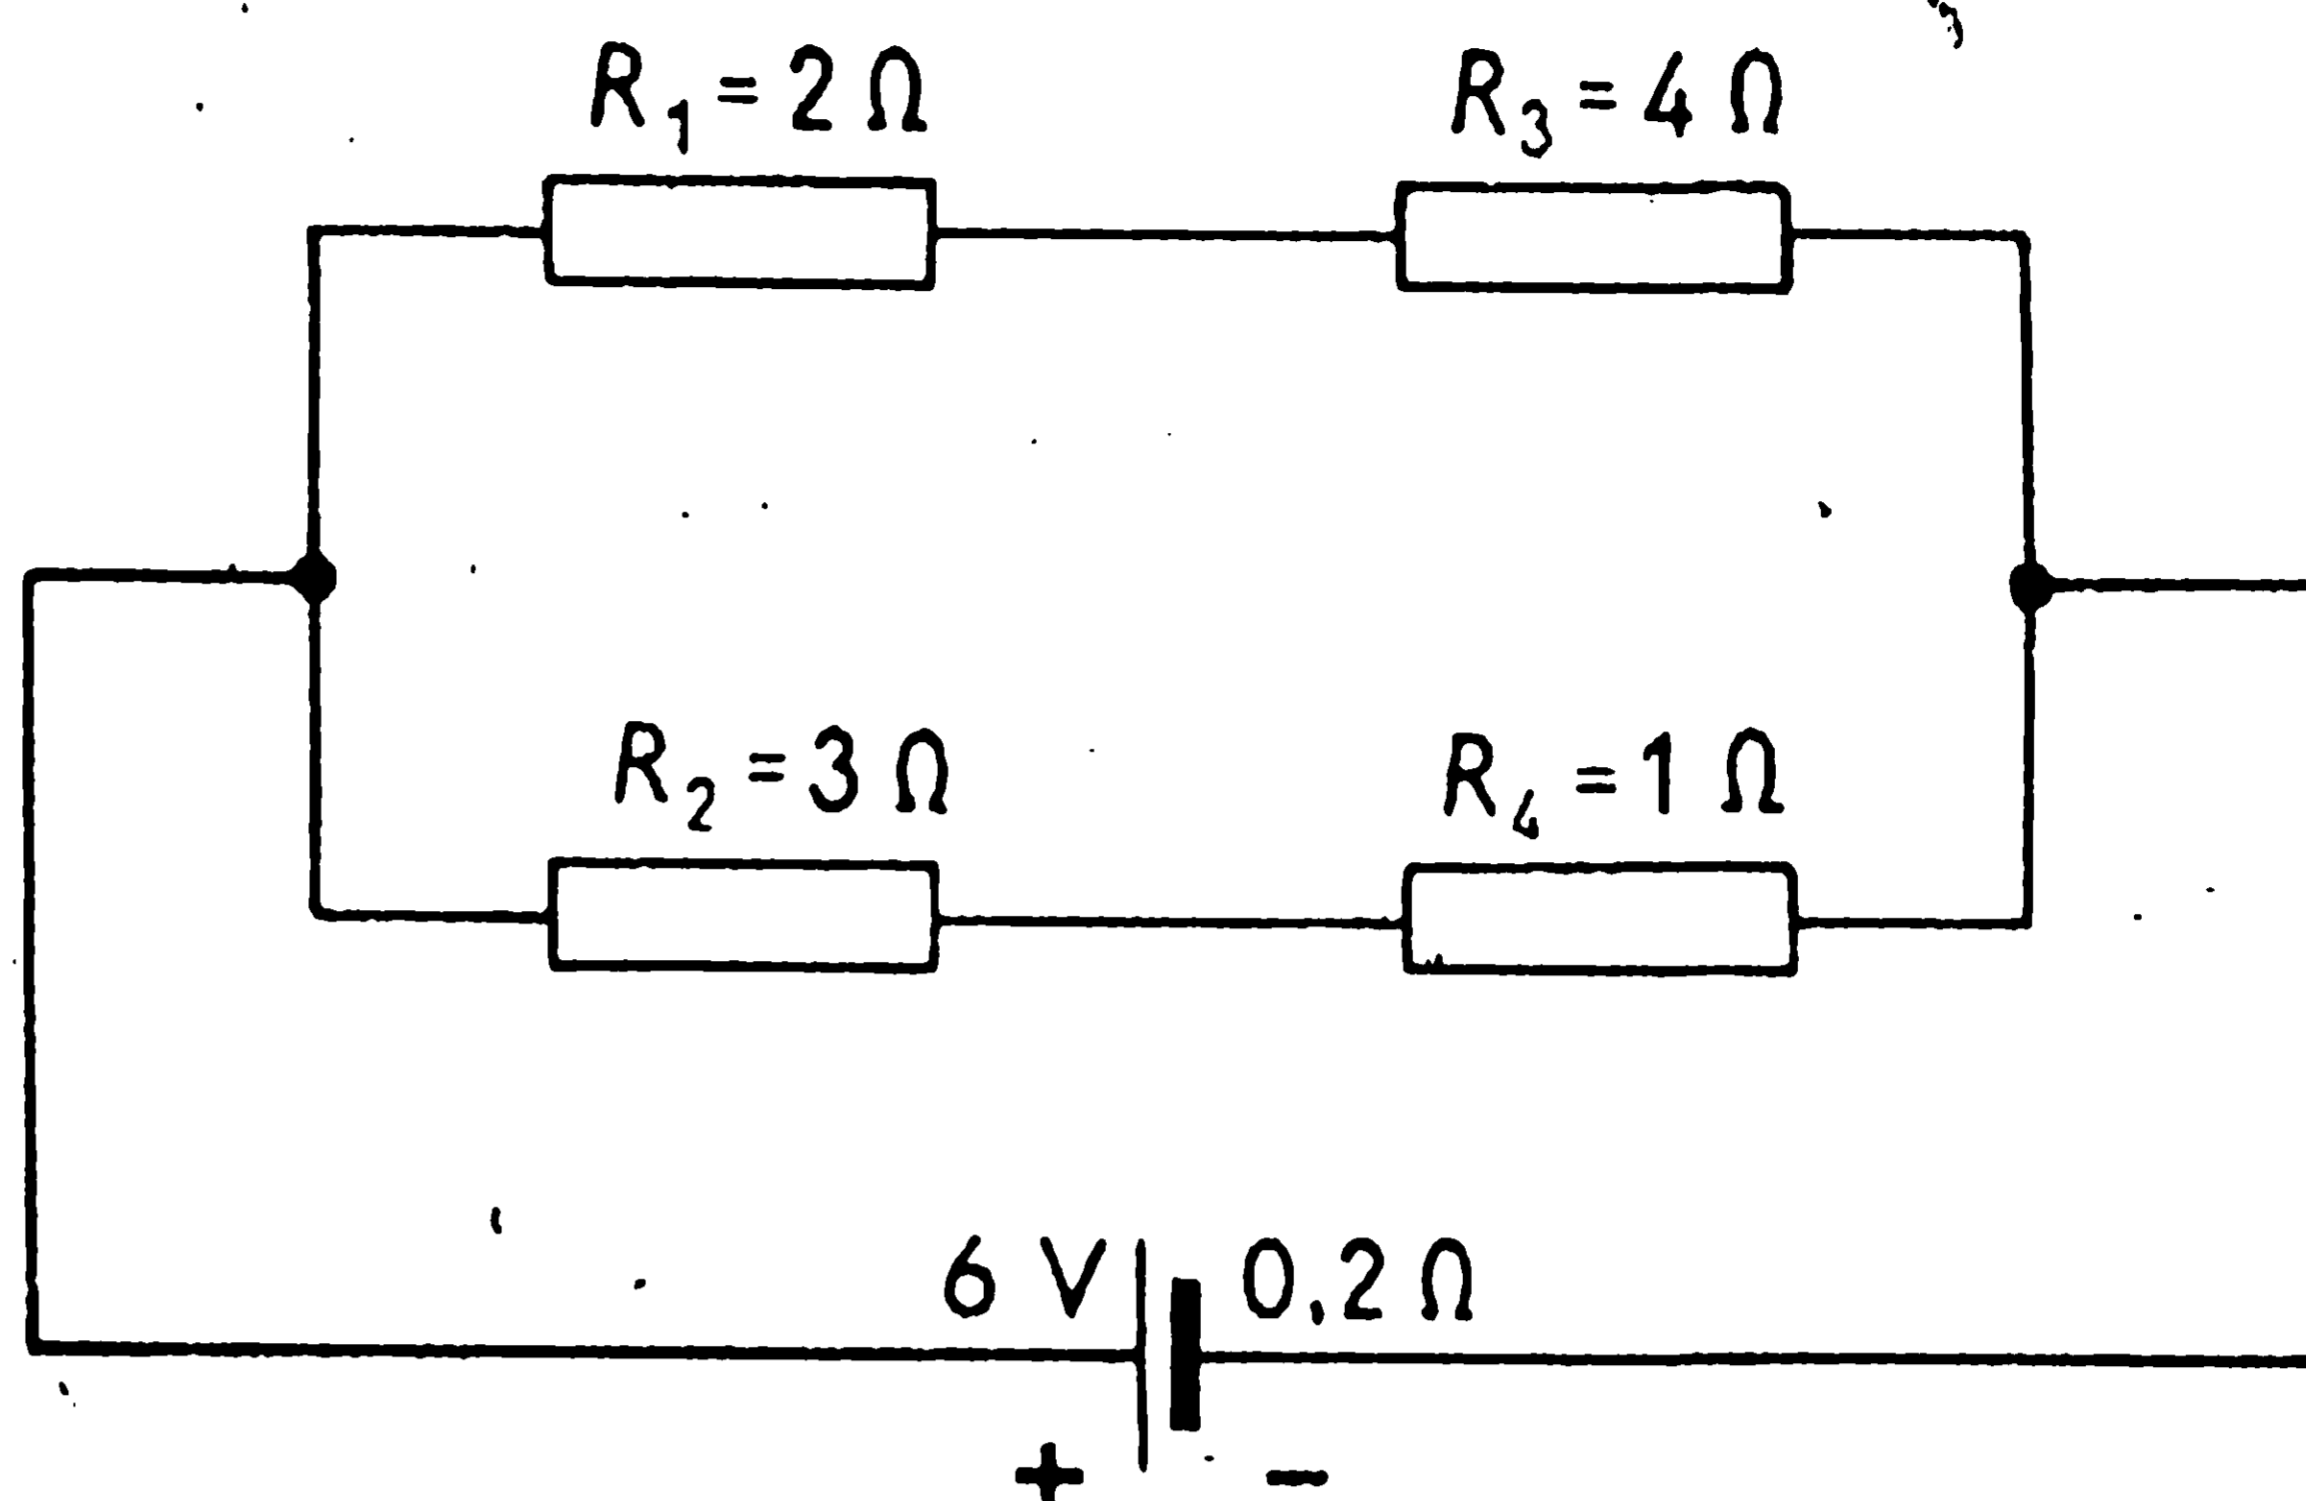 R1 = 2 Ω
R3 = 4 Ω
R2 = 3 Ω
R4 = 1 Ω
6 V
0,2 Ω
+ −